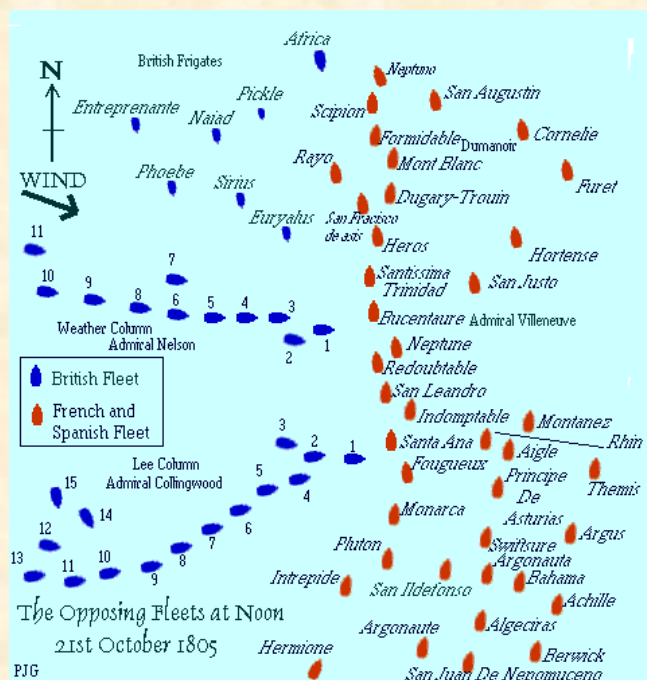 Africa
British Frigates
N
Neptuno
San Augustin
Pickle
Entreprenante
Naiad
Scipion
Formidable
Dumanoir
Cornelie
Mont Blanc
Rayo
Furet
Phoebe
Sirius
WIND
Dugary-Trouin
Euryalus
San Fracisco
de asis
11
Heros
Hortense
7
Santissima
Trinidad
San Justo
10
9
8
6
5
4
3
1
2
Bucentaure
Admiral Villeneuve
Weather Column
Admiral Nelson
Neptune
Redoubtable
British Fleet
San Leandro
French and
Spanish Fleet
Indomptable
Montanez
3
2
1
Santa Ana
Rhin
Aigle
Lee Column
Admiral Collingwood
Fougueux
Themis
Principe
De
Asturias
15
5
4
14
6
Monarca
12
7
Swiftsure
Argus
8
Pluton
Argonauta
13
11
10
9
Intrepide
San Ildefonso
Bahama
Achille
The Opposing Fleets at Noon
21st October 1805
Argonaute
Algeciras
Hermione
Berwick
PJG
San Juan De Nepomuceno